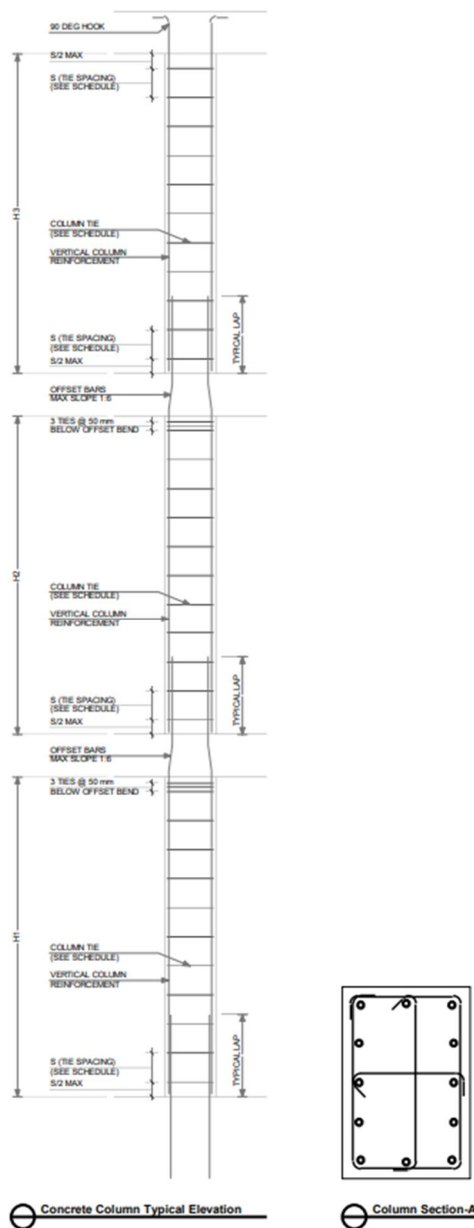 90 DEG HOOK
S/2 MAX
S (TIE SPACING)
(SEE SCHEDULE)
H3
COLUMN TIE
(SEE SCHEDULE)
VERTICAL COLUMN
REINFORCEMENT
S (TIE SPACING)
(SEE SCHEDULE)
S/2 MAX
TYPICAL LAP
OFFSET BARS
MAX SLOPE 1:6
3 TIES @ 50 mm
BELOW OFFSET BEND
H2
COLUMN TIE
(SEE SCHEDULE)
VERTICAL COLUMN
REINFORCEMENT
S (TIE SPACING)
(SEE SCHEDULE)
S/2 MAX
TYPICAL LAP
OFFSET BARS
MAX SLOPE 1:6
3 TIES @ 50 mm
BELOW OFFSET BEND
H1
COLUMN TIE
(SEE SCHEDULE)
VERTICAL COLUMN
REINFORCEMENT
S (TIE SPACING)
(SEE SCHEDULE)
S/2 MAX
TYPICAL LAP
Concrete Column Typical Elevation
Column Section-A